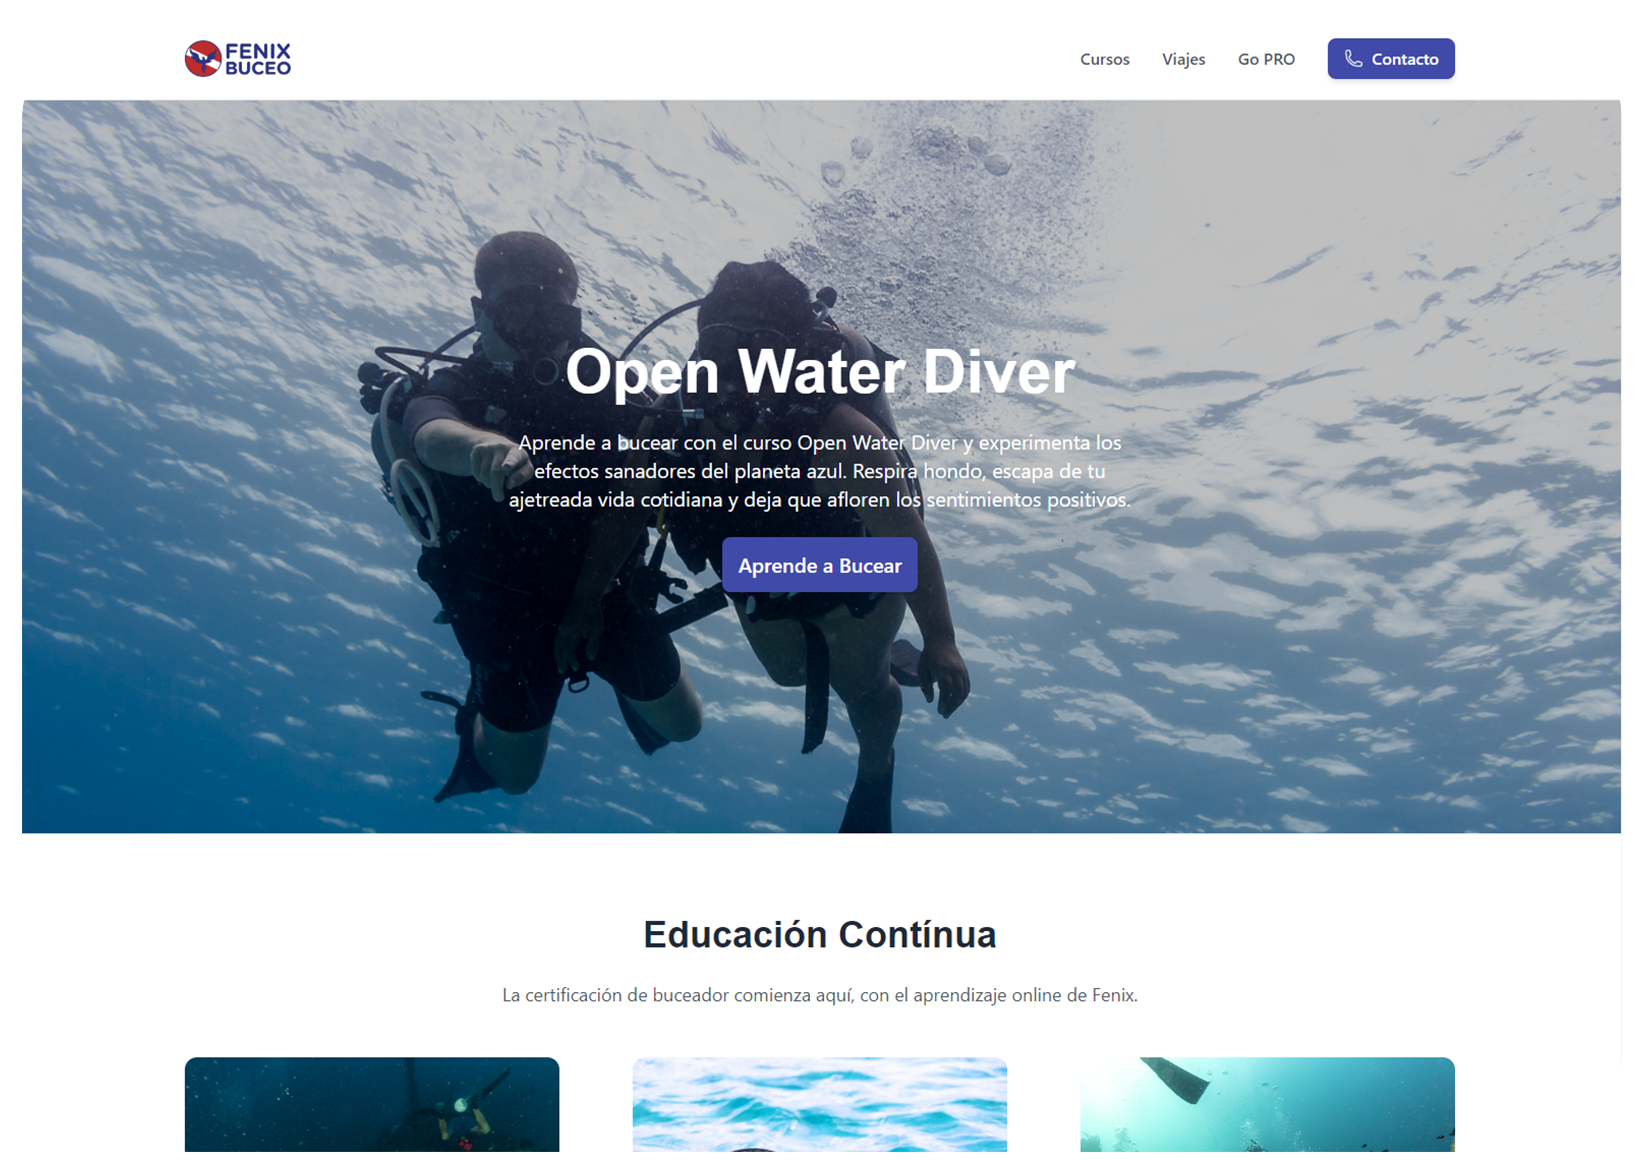 FENIX
BUCEO
Cursos
Viajes
Go PRO
Contacto
Open Water Diver
Aprende a bucear con el curso Open Water Diver y experimenta los
efectos sanadores del planeta azul. Respira hondo, escapa de tu
ajetreada vida cotidiana y deja que afloren los sentimientos positivos.
Aprende a Bucear
Educación Contínua
La certificación de buceador comienza aquí, con el aprendizaje online de Fenix.